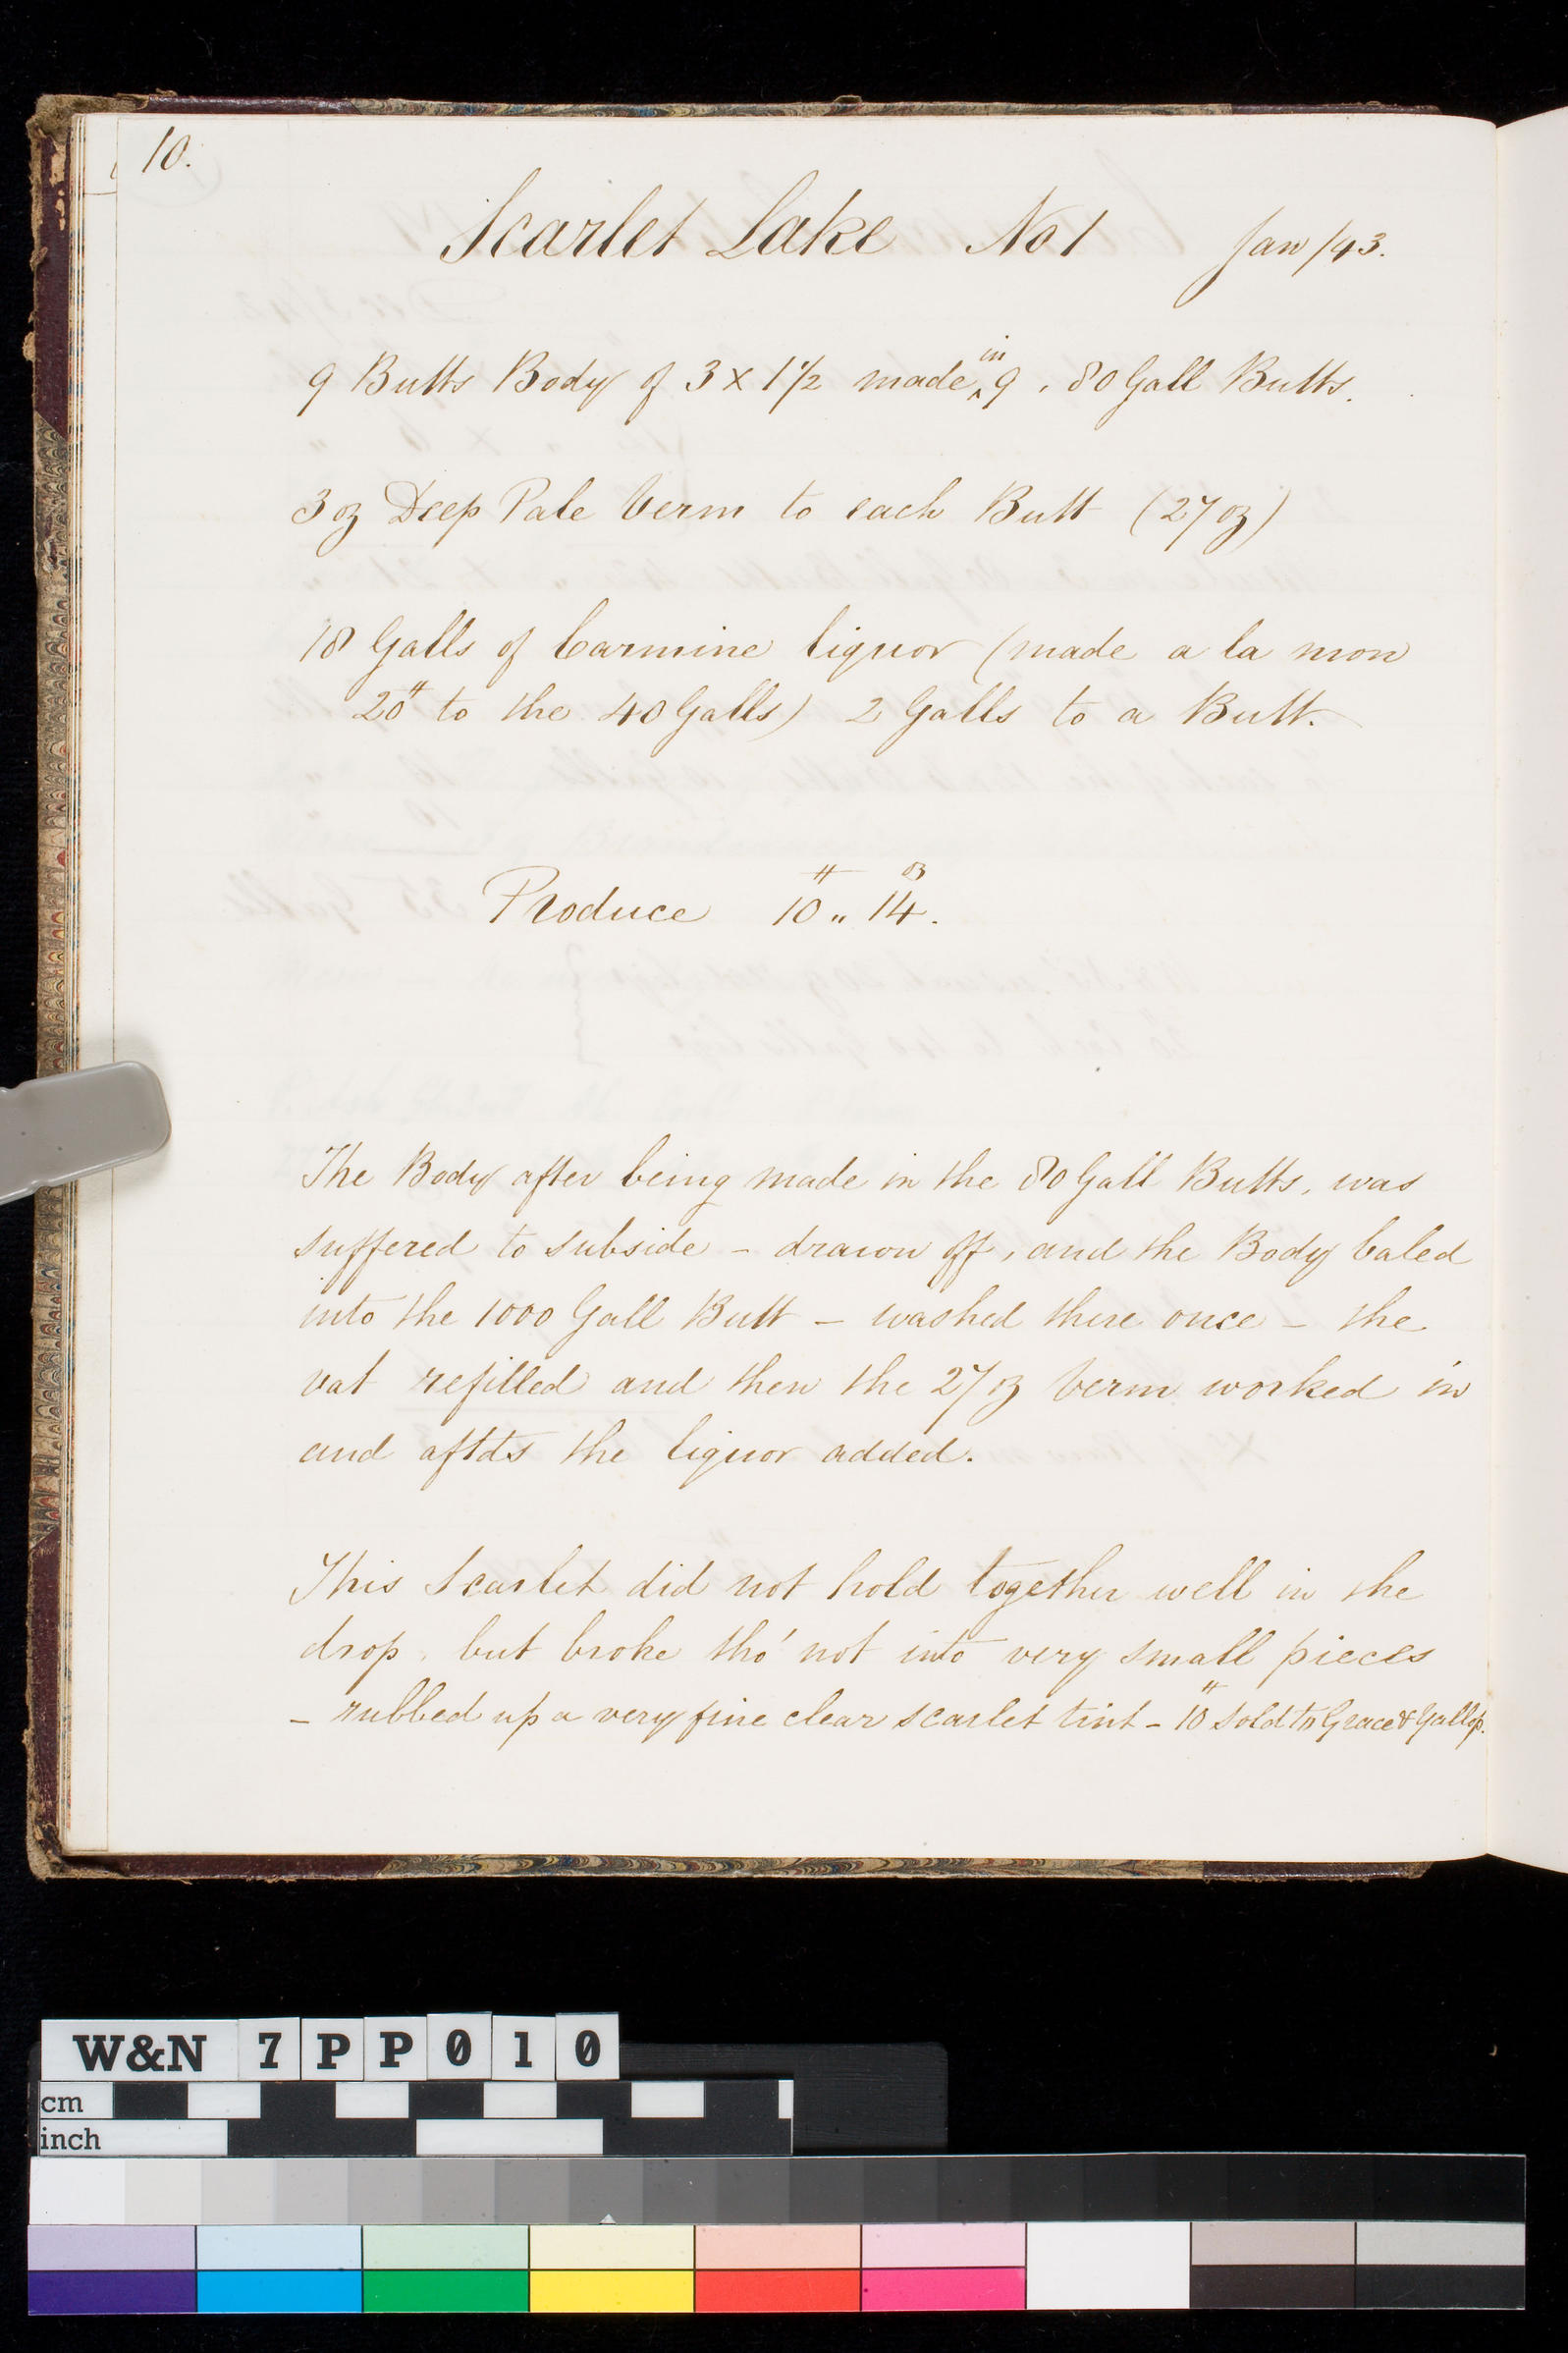 10.
Scarlet Lake No 1 Jan /43.
9 Butts Body of 3 x 1 1/2 made in 9, 80 Gall Butts.
3 oz Deep Pale Verm to each Butt (27 oz)
18 Galls of Carmine liquor (made a la mon
20# to the 40 Galls) 2 Galls to a Butt.
Produce 10# „ 14 oz.
The Body after being made in the 80 Gall Butts, was
suffered to subside - drawn off, and the Body baled
into the 1000 Gall Butt - washed there once - the
vat refilled and then the 27 oz Verm worked in
and aftds the liquor added.
This Scarlet did not hold together well in the
drop, but broke tho' not into very small pieces
- rubbed up a very fine clear scarlet tint - 10# sold to Grace & Gallop.
W&N 7PP010
cm
inch